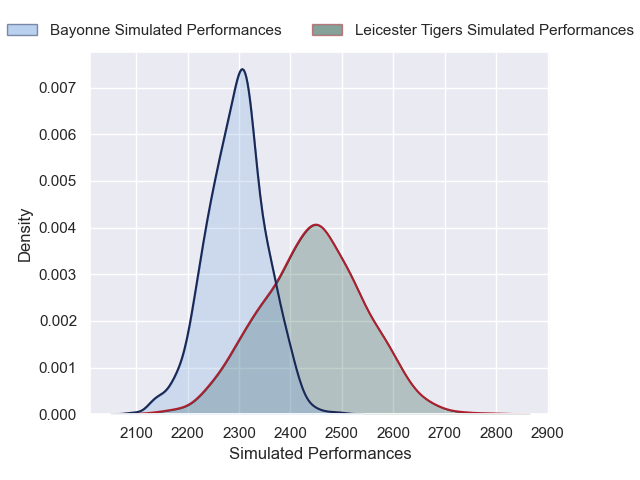 Bayonne Simulated Performances
Leicester Tigers Simulated Performances
0.007
0.006
0.005
0.004
0.003
0.002
0.001
0.000
Density
2100 2200 2300 2400 2500 2600 2700 2800 2900
Simulated Performances